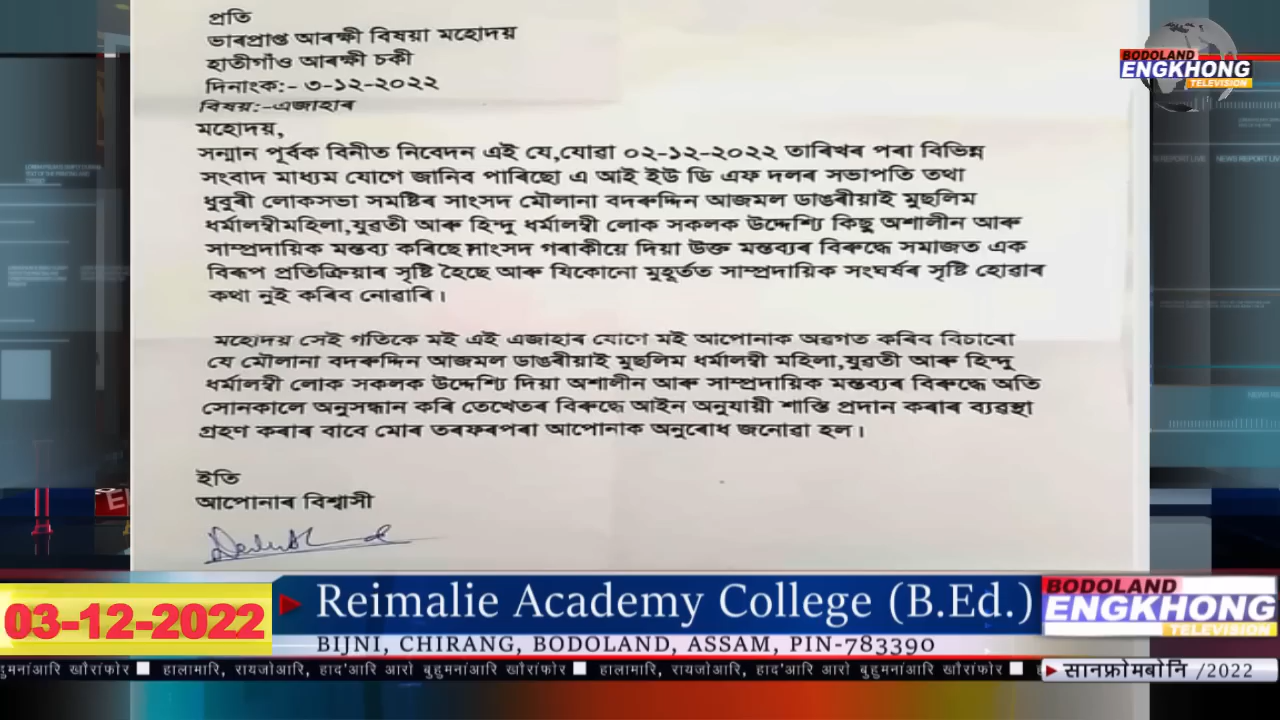 প্ৰতি
ভাৰপ্ৰাপ্ত আৰক্ষী বিষয়া মহোদয়
হাতীগাঁও আৰক্ষী চকী
দিনাংক:- ৩-১২-২০২২
বিষয়:-এজাহাৰ
মহোদয়,
সন্মান পূৰ্বক বিনীত নিবেদন এই যে,যোৱা ০২-১২-২০২২ তাৰিখৰ পৰা বিভিন্ন
সংবাদ মাধ্যম যোগে জানিব পাৰিছো এ আই ইউ ডি এফ দলৰ সভাপতি তথা
ধুবুৰী লোকসভা সমষ্টিৰ সাংসদ মৌলানা বদৰুদ্দিন আজমল ডাঙৰীয়াই মুছলিম
ধৰ্মালম্বীমহিলা,যুৱতী আৰু হিন্দু ধৰ্মালম্বী লোক সকলক উদ্দেশ্যি কিছু অশালীন আৰু
সাম্প্ৰদায়িক মন্তব্য কৰিছে সাংসদ গৰাকীয়ে দিয়া উক্ত মন্তব্যৰ বিৰুদ্ধে সমাজত এক
বিৰূপ প্ৰতিক্ৰিয়াৰ সৃষ্টি হৈছে আৰু যিকোনো মুহূৰ্তত সাম্প্ৰদায়িক সংঘৰ্ষৰ সৃষ্টি হোৱাৰ
কথা নুই কৰিব নোৱাৰি।
মহোদয় সেই গতিকে মই এই এজাহাৰ যোগে মই আপোনাক অৱগত কৰিব বিচাৰো
যে মৌলানা বদৰুদ্দিন আজমল ডাঙৰীয়াই মুছলিম ধৰ্মালম্বী মহিলা,যুৱতী আৰু হিন্দু
ধৰ্মালম্বী লোক সকলক উদ্দেশ্যি দিয়া অশালীন আৰু সাম্প্ৰদায়িক মন্তব্যৰ বিৰুদ্ধে অতি
সোনকালে অনুসন্ধান কৰি তেখেতৰ বিৰুদ্ধে আইন অনুযায়ী শাস্তি প্ৰদান কৰাৰ ব্যৱস্থা
গ্ৰহণ কৰাৰ বাবে মোৰ তৰফৰপৰা আপোনাক অনুৰোধ জনোৱা হল।
ইতি
আপোনাৰ বিশ্বাসী
BODOLAND
ENGKHONG
TELEVISION
03-12-2022
Reimalie Academy College (B.Ed.)
BIJNI, CHIRANG, BODOLAND, ASSAM, PIN-783390
BODOLAND
ENGKHONG
TELEVISION
बुहुमनांआरि खौरांफोर ■ हालामारि, रायजोआरि, हाद'आरि आरो बुहुमनांआरि खौरांफोर ■ हालामारि, रायजोआरि, हाद'आरि आरो बुहुमनांआरि खौरांफोर ■
सानफ्रोमबोनि /2022